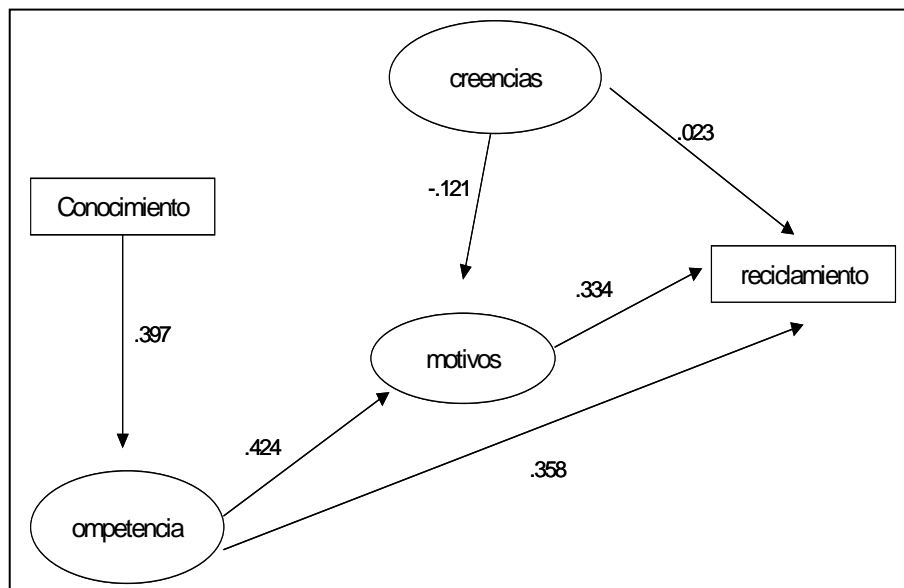 creencias
.023
-.121
Conocimiento
reciclamiento
.334
.397
motivos
.424
.358
ompetencia